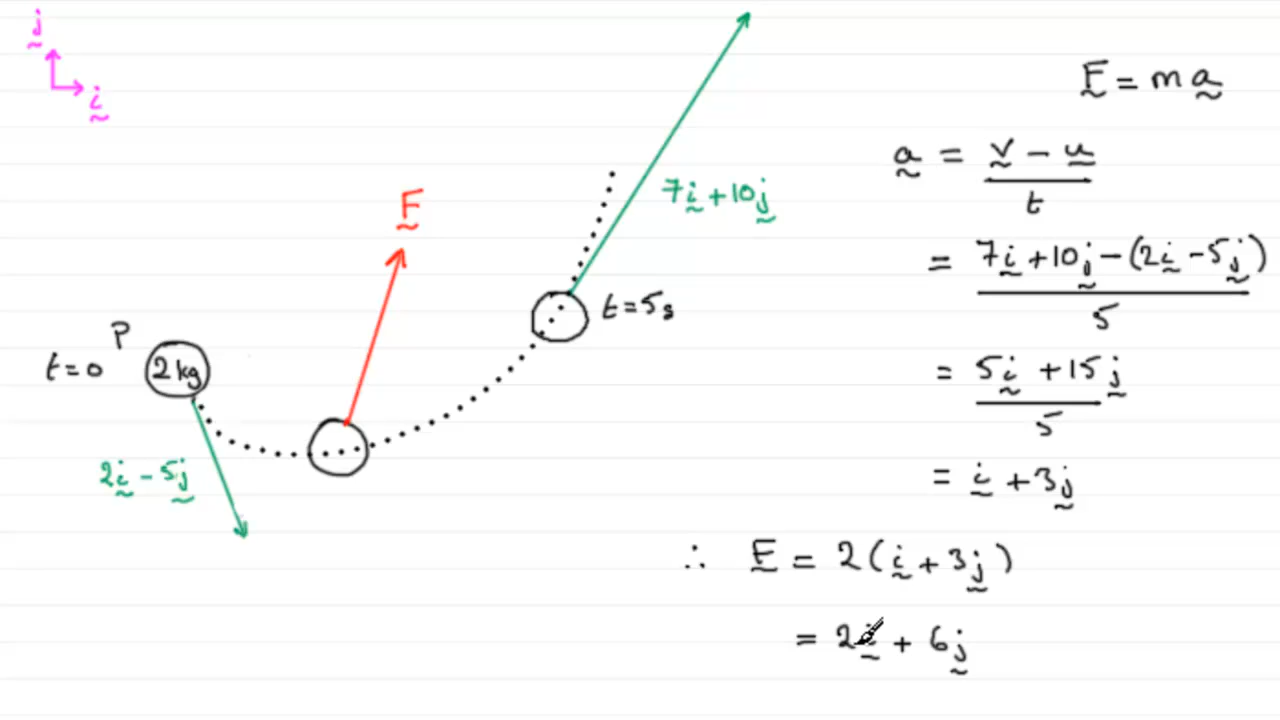 j
i
F = m a
a = v - u
t
F
7i + 10j
= 7i + 10j - (2i - 5j)
5
t = 5s
P
t = 0
2kg
= 5i + 15j
5
2i - 5j
= i + 3j
∴ F = 2(i + 3j)
= 2i + 6j